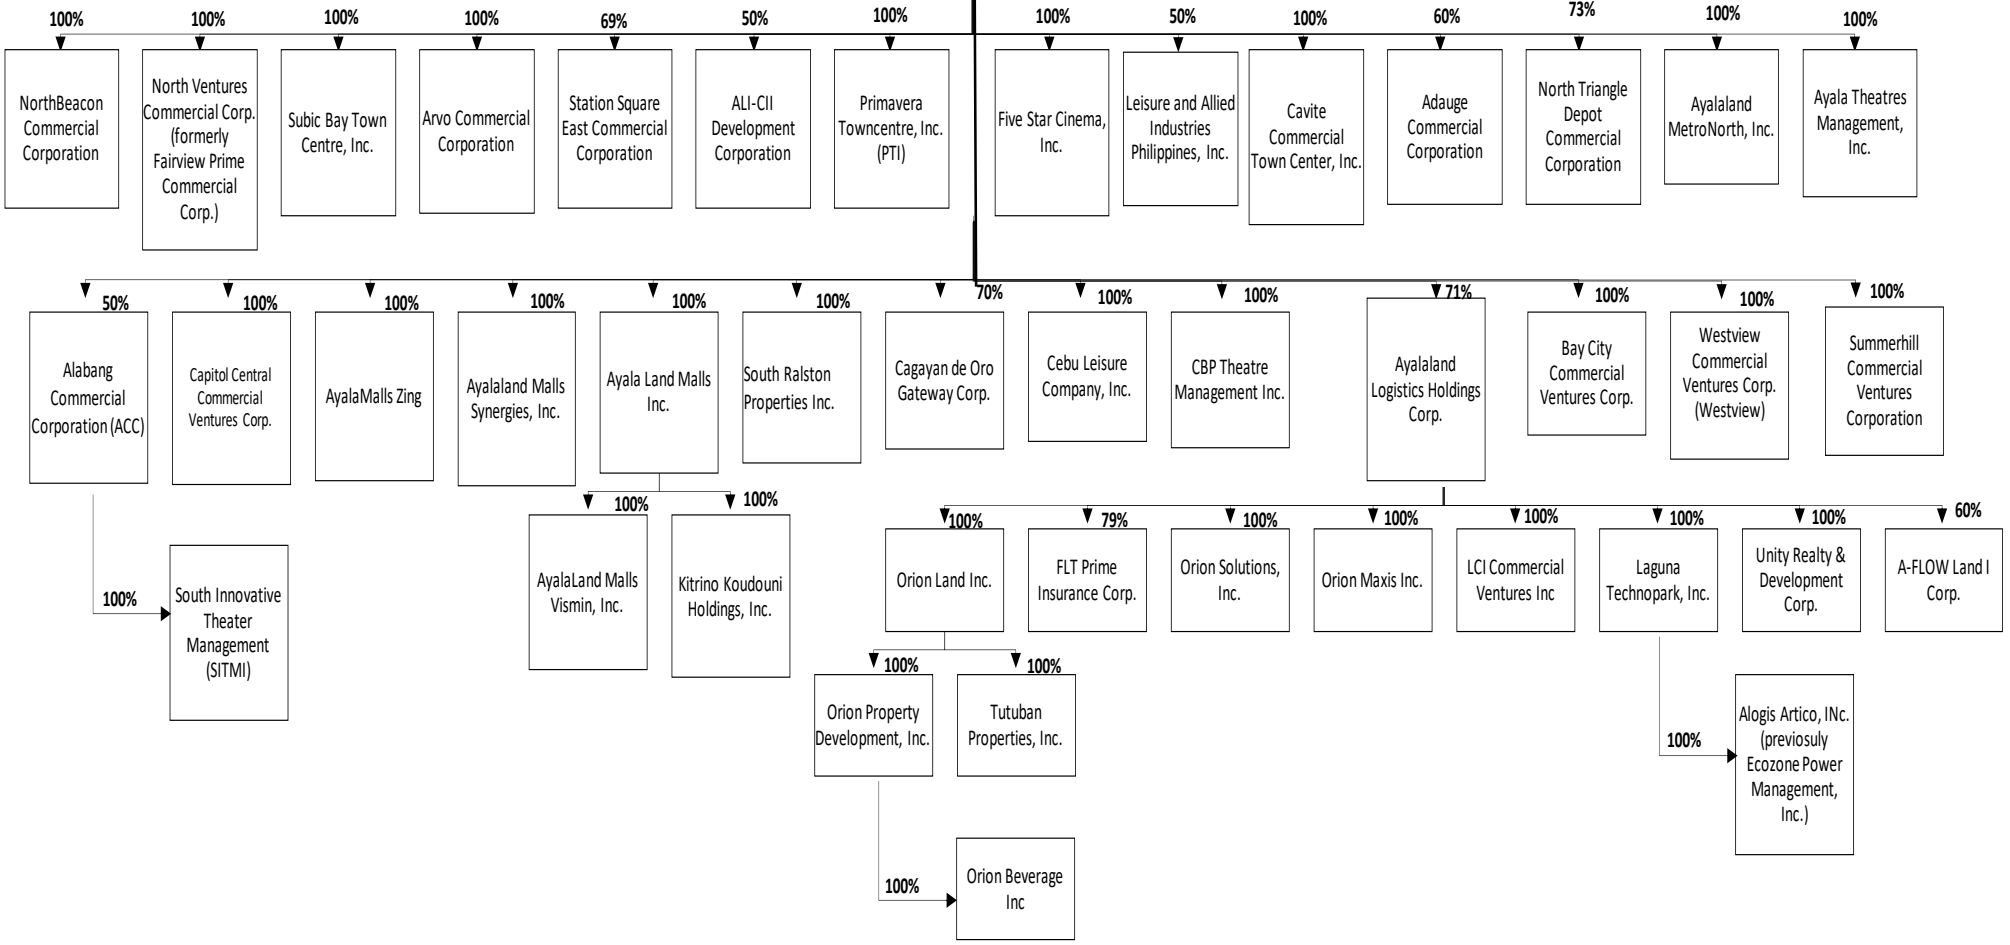 100%
100%
100%
100%
69%
50%
100%
100%
50%
100%
60%
73%
100%
100%
NorthBeacon
Commercial
Corporation
North Ventures
Commercial Corp.
(formerly
Fairview Prime
Commercial
Corp.)
Subic Bay Town
Centre, Inc.
Arvo Commercial
Corporation
Station Square
East Commercial
Corporation
ALI-CII
Development
Corporation
Primavera
Towncentre, Inc.
(PTI)
Five Star Cinema,
Inc.
Leisure and Allied
Industries
Philippines, Inc.
Cavite
Commercial
Town Center, Inc.
Adauge
Commercial
Corporation
North Triangle
Depot
Commercial
Corporation
Ayalaland
MetroNorth, Inc.
Ayala Theatres
Management,
Inc.
50%
100%
100%
100%
100%
100%
70%
100%
100%
71%
100%
100%
100%
Alabang
Commercial
Corporation (ACC)
Capitol Central
Commercial
Ventures Corp.
AyalaMalls Zing
Ayalaland Malls
Synergies, Inc.
Ayala Land Malls
Inc.
South Ralston
Properties Inc.
Cagayan de Oro
Gateway Corp.
Cebu Leisure
Company, Inc.
CBP Theatre
Management Inc.
Ayalaland
Logistics Holdings
Corp.
Bay City
Commercial
Ventures Corp.
Westview
Commercial
Ventures Corp.
(Westview)
Summerhill
Commercial
Ventures
Corporation
100%
100%
100%
79%
100%
100%
100%
100%
100%
60%
100%
South Innovative
Theater
Management
(SITMI)
AyalaLand Malls
Vismin, Inc.
Kitrino Koudouni
Holdings, Inc.
Orion Land Inc.
FLT Prime
Insurance Corp.
Orion Solutions,
Inc.
Orion Maxis Inc.
LCI Commercial
Ventures Inc
Laguna
Technopark, Inc.
Unity Realty &
Development
Corp.
A-FLOW Land I
Corp.
100%
100%
Orion Property
Development, Inc.
Tutuban
Properties, Inc.
100%
Alogis Artico, INc.
(previosuly
Ecozone Power
Management,
Inc.)
100%
Orion Beverage
Inc